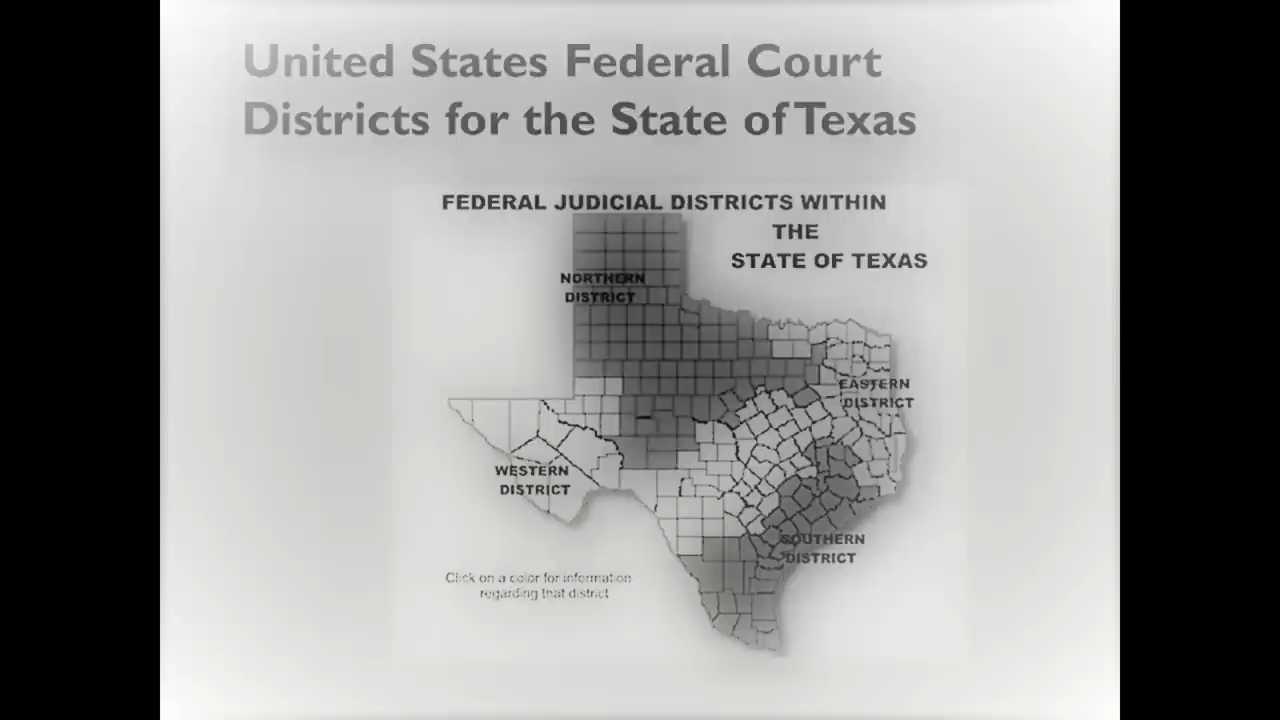 United States Federal Court
Districts for the State of Texas
FEDERAL JUDICIAL DISTRICTS WITHIN
THE
STATE OF TEXAS
NORTHERN
DISTRICT
EASTERN
DISTRICT
WESTERN
DISTRICT
SOUTHERN
DISTRICT
Click on a color for information
regarding that district